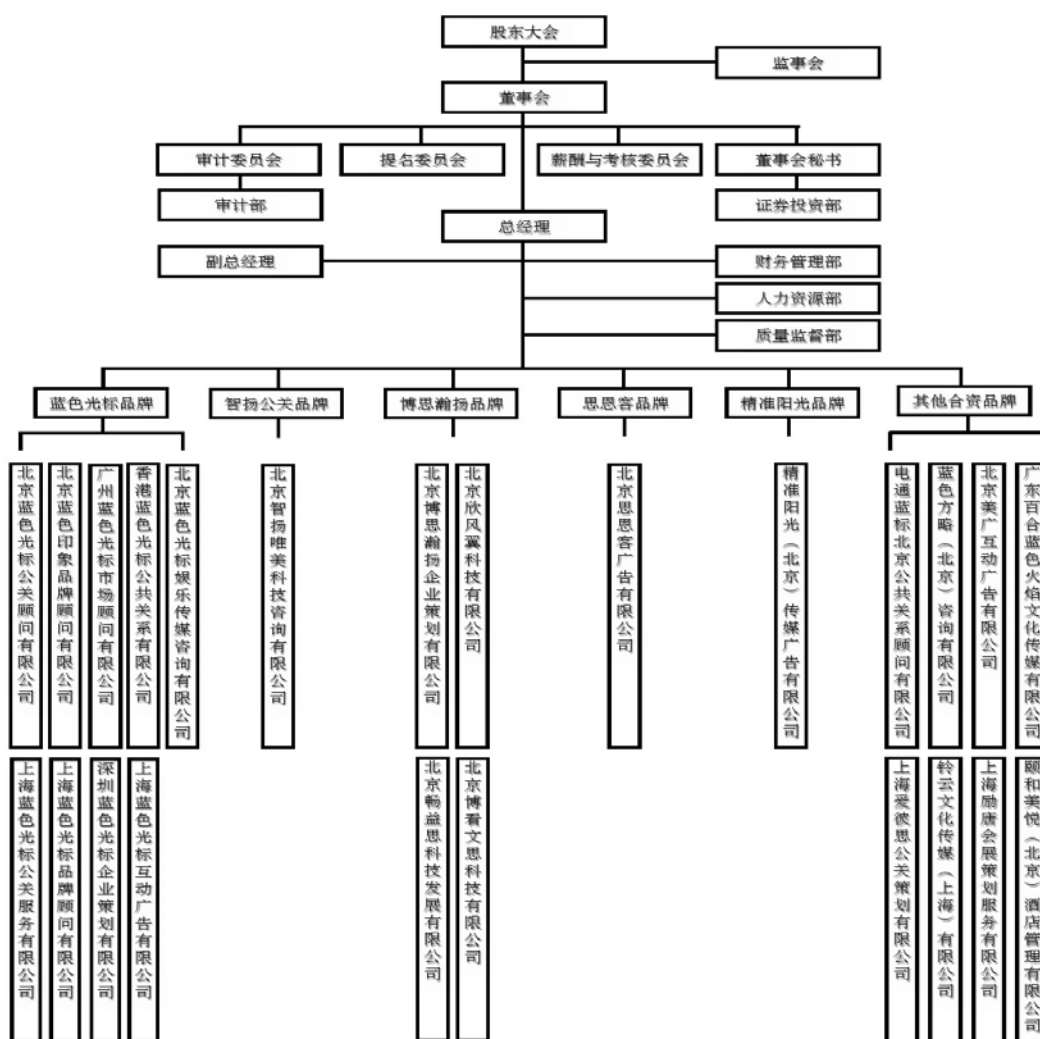 股东大会
监事会
董事会
审计委员会
提名委员会
薪酬与考核委员会
董事会秘书
审计部
证券投资部
总经理
副总经理
财务管理部
人力资源部
质量监督部
蓝色光标品牌
智扬公关品牌
博思瀚扬品牌
思恩客品牌
精准阳光品牌
其他合资品牌
北京蓝色光标公关顾问有限公司
北京蓝色印象品牌顾问有限公司
广州蓝色光标市场顾问有限公司
香港蓝色光标公共关系有限公司
北京蓝色光标娱乐传媒咨询有限公司
北京智扬唯美科技咨询有限公司
北京博思瀚扬企业策划有限公司
北京欣风翼科技有限公司
北京思恩客广告有限公司
精准阳光（北京）传媒广告有限公司
电通蓝标北京公共关系顾问有限公司
蓝色方略（北京）咨询有限公司
北京美广互动广告有限公司
广东百合蓝色火焰文化传媒有限公司
上海蓝色光标公关服务有限公司
上海蓝色光标品牌顾问有限公司
深圳蓝色光标企业策划有限公司
上海蓝色光标互动广告有限公司
北京畅益思科技发展有限公司
北京博看文思科技有限公司
上海爱彼思公关策划有限公司
铃云文化传媒（上海）有限公司
上海励唐会展策划服务有限公司
颐和美悦（北京）酒店管理有限公司